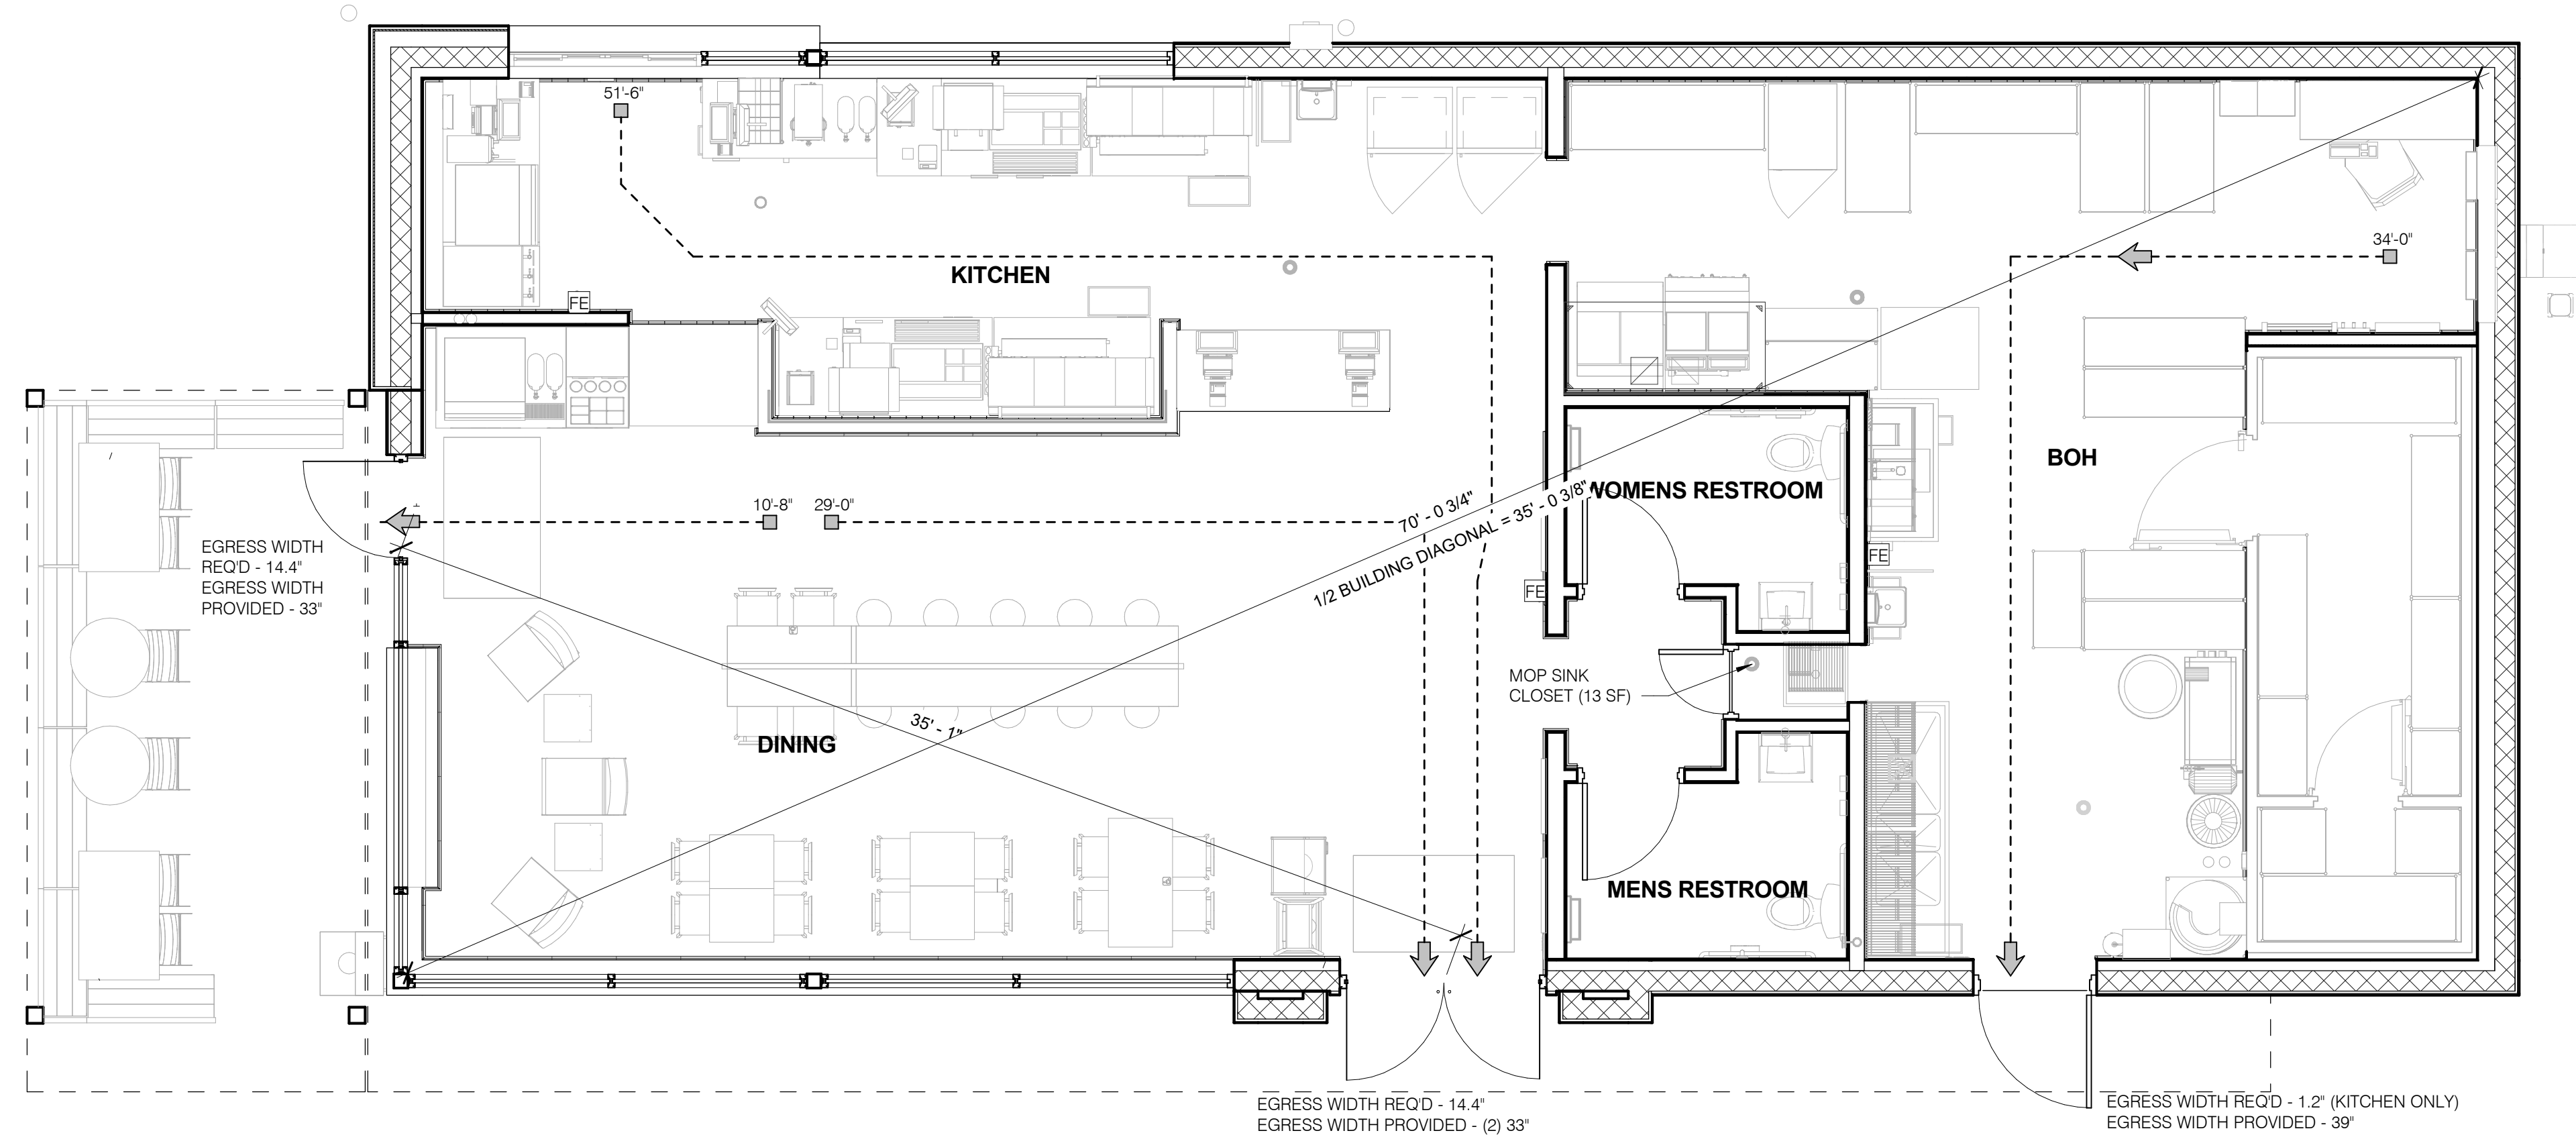 51'-6"
34'-0"
KITCHEN
FE
BOH
WOMENS RESTROOM
10'-8"
29'-0"
70' - 0 3/4"
1/2 BUILDING DIAGONAL = 35' - 0 3/8"
EGRESS WIDTH
REQ'D - 14.4"
EGRESS WIDTH
PROVIDED - 33"
FE
FE
MOP SINK
CLOSET (13 SF)
35' - 1"
DINING
MENS RESTROOM
EGRESS WIDTH REQ'D - 14.4"
EGRESS WIDTH PROVIDED - (2) 33"
EGRESS WIDTH REQ'D - 1.2" (KITCHEN ONLY)
EGRESS WIDTH PROVIDED - 39"